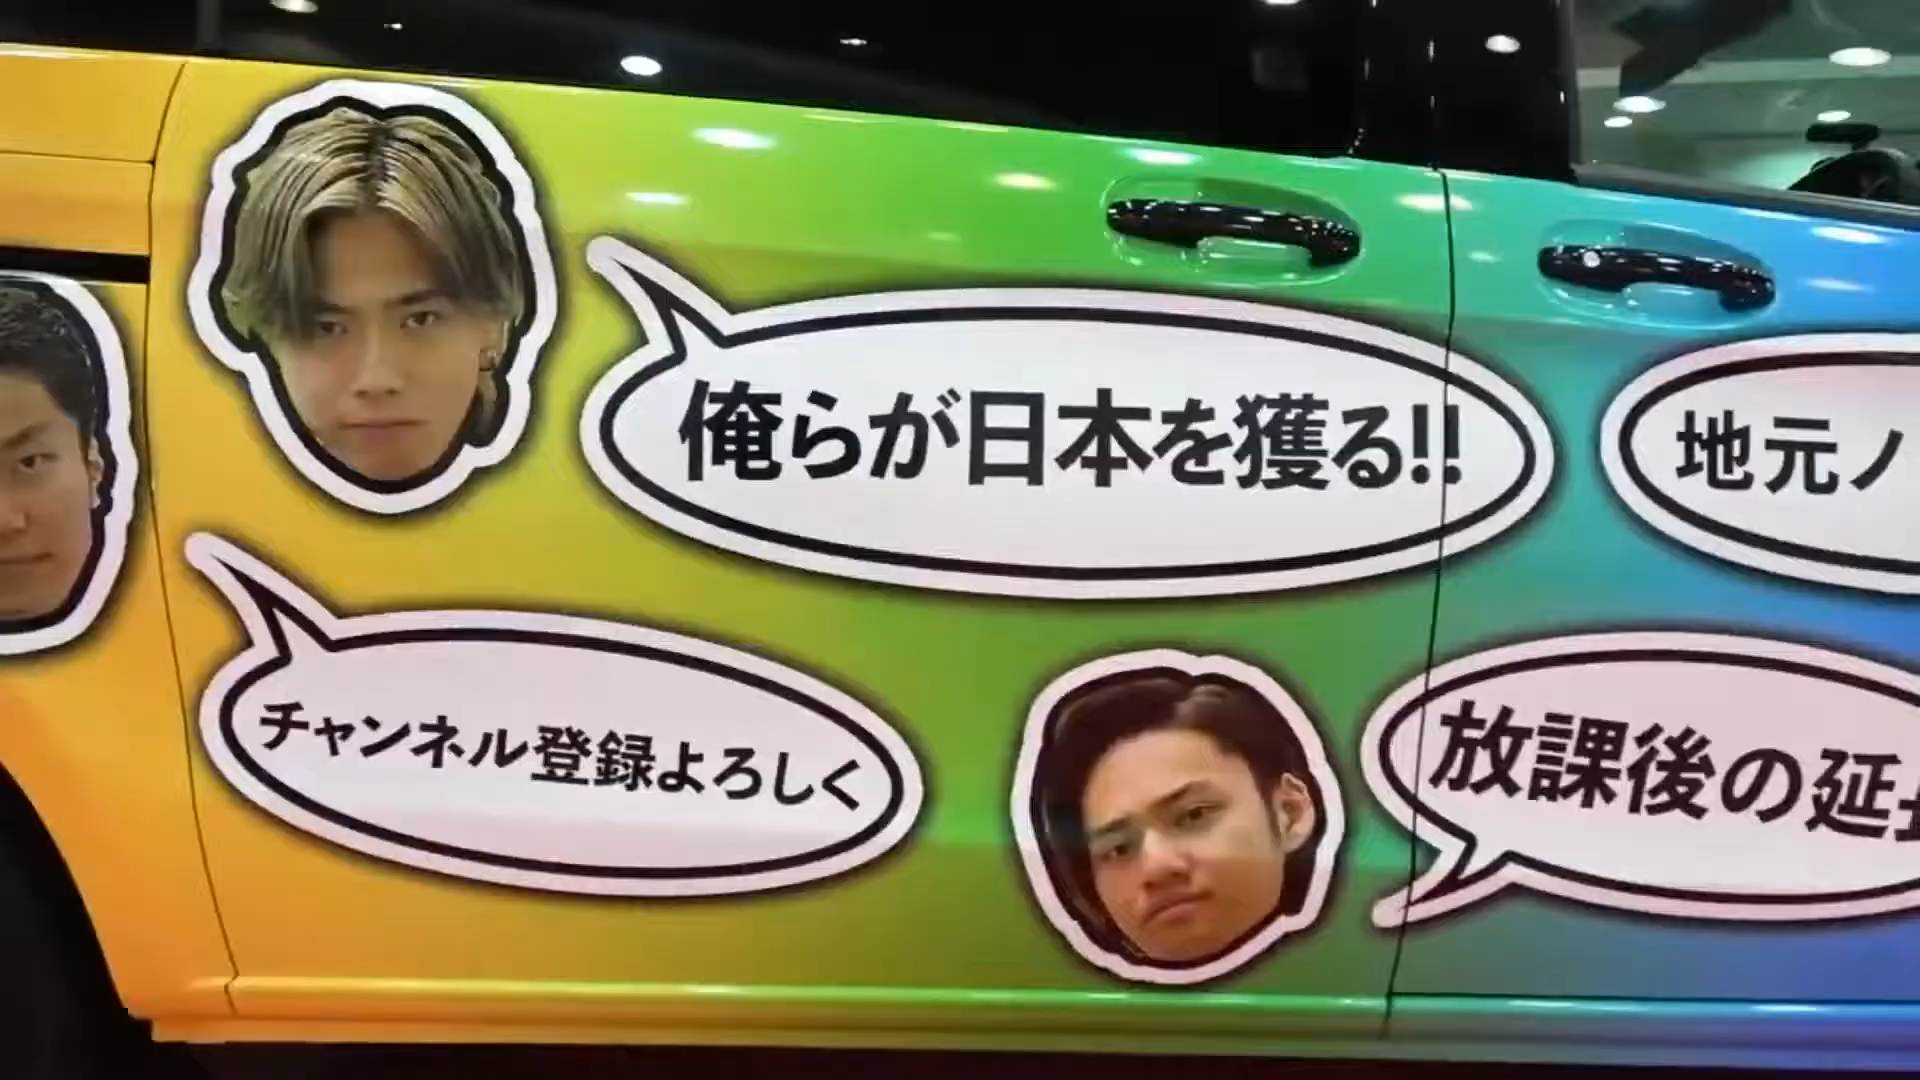 俺らが日本を獲る!!
地元ノ
チャンネル登録よろしく
放課後の延長